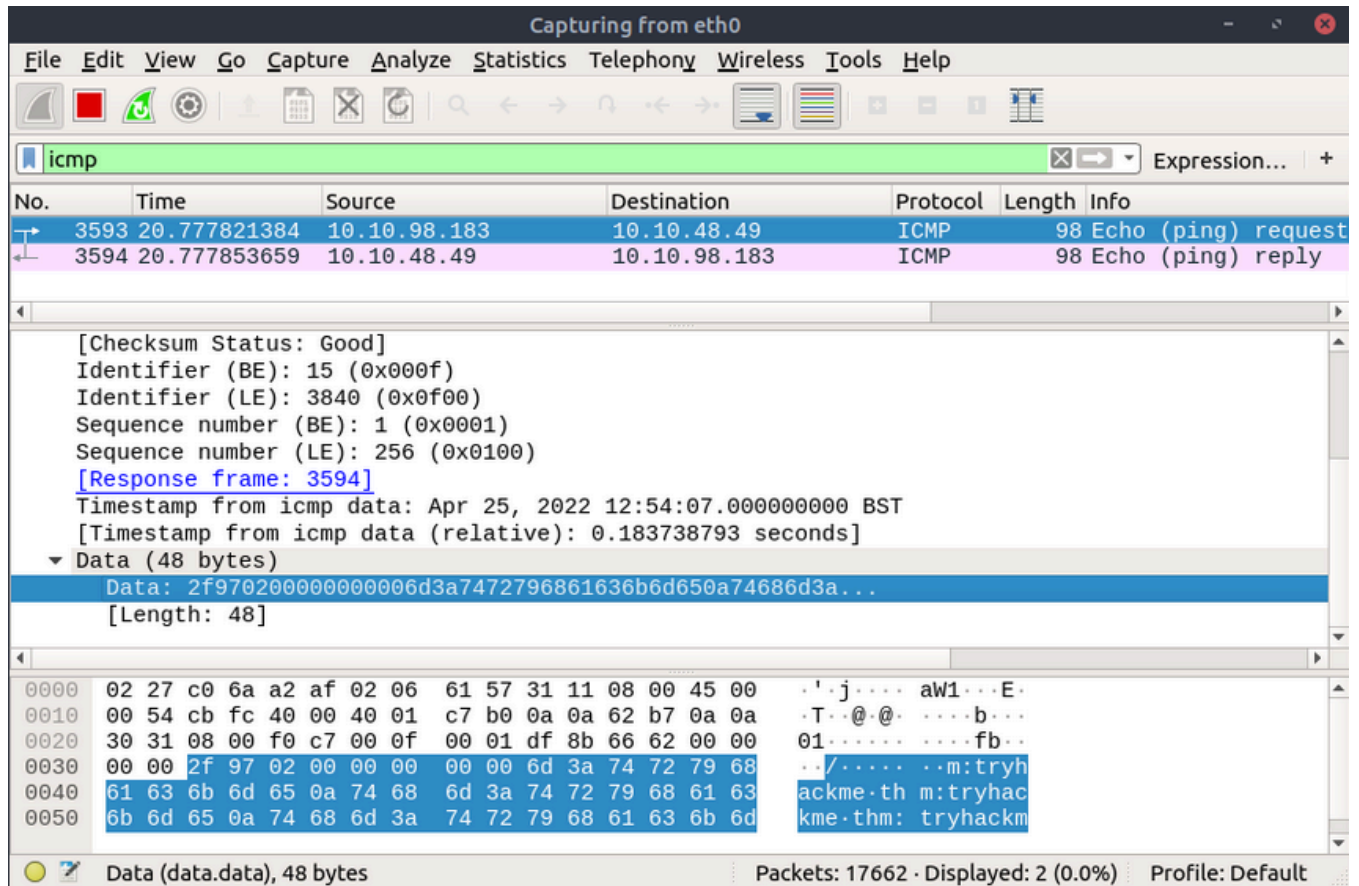 Capturing from eth0
File Edit View Go Capture Analyze Statistics Telephony Wireless Tools Help
icmp Expression… +
No. Time Source Destination Protocol Length Info
3593 20.777821384 10.10.98.183 10.10.48.49 ICMP 98 Echo (ping) request
3594 20.777853659 10.10.48.49 10.10.98.183 ICMP 98 Echo (ping) reply
[Checksum Status: Good]
Identifier (BE): 15 (0x000f)
Identifier (LE): 3840 (0x0f00)
Sequence number (BE): 1 (0x0001)
Sequence number (LE): 256 (0x0100)
[Response frame: 3594]
Timestamp from icmp data: Apr 25, 2022 12:54:07.000000000 BST
[Timestamp from icmp data (relative): 0.183738793 seconds]
Data (48 bytes)
Data: 2f970200000000006d3a7472796861636b6d650a74686d3a...
[Length: 48]
0000 02 27 c0 6a a2 af 02 06 61 57 31 11 08 00 45 00 ·'·j···· aW1···E·
0010 00 54 cb fc 40 00 40 01 c7 b0 0a 0a 62 b7 0a 0a ·T··@·@· ····b···
0020 30 31 08 00 f0 c7 00 0f 00 01 df 8b 66 62 00 00 01······ ····fb··
0030 00 00 2f 97 02 00 00 00 00 00 6d 3a 74 72 79 68 ··/····· ··m:tryh
0040 61 63 6b 6d 65 0a 74 68 6d 3a 74 72 79 68 61 63 ackme·th m:tryhac
0050 6b 6d 65 0a 74 68 6d 3a 74 72 79 68 61 63 6b 6d kme·thm: tryhackm
Data (data.data), 48 bytes Packets: 17662 · Displayed: 2 (0.0%) Profile: Default